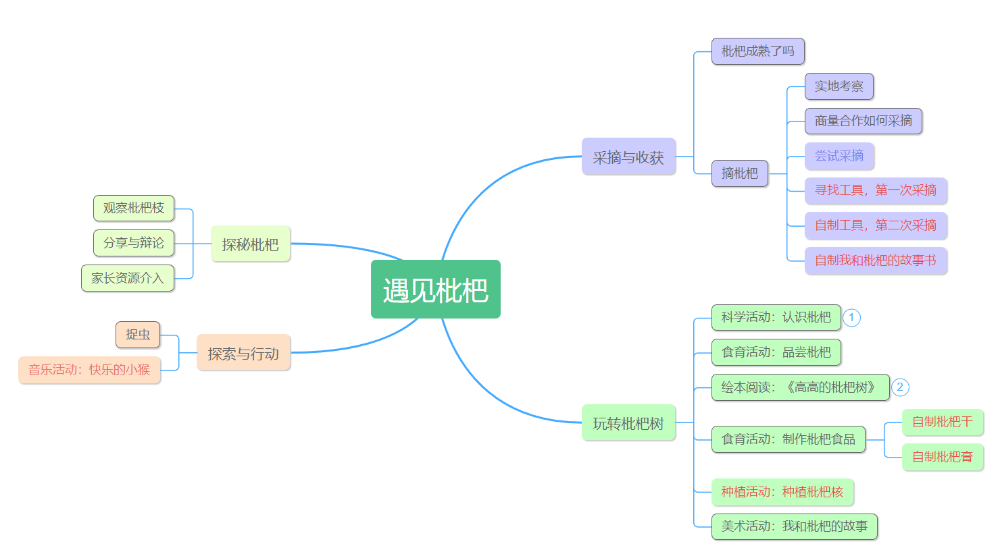 遇见枇杷
采摘与收获
枇杷成熟了吗
摘枇杷
实地考察
商量合作如何采摘
尝试采摘
寻找工具，第一次采摘
自制工具，第二次采摘
自制我和枇杷的故事书
玩转枇杷树
科学活动：认识枇杷 1
食育活动：品尝枇杷
绘本阅读：《高高的枇杷树》 2
食育活动：制作枇杷食品
自制枇杷干
自制枇杷膏
种植活动：种植枇杷核
美术活动：我和枇杷的故事
探秘枇杷
观察枇杷枝
分享与辩论
家长资源介入
探索与行动
捉虫
音乐活动：快乐的小猴